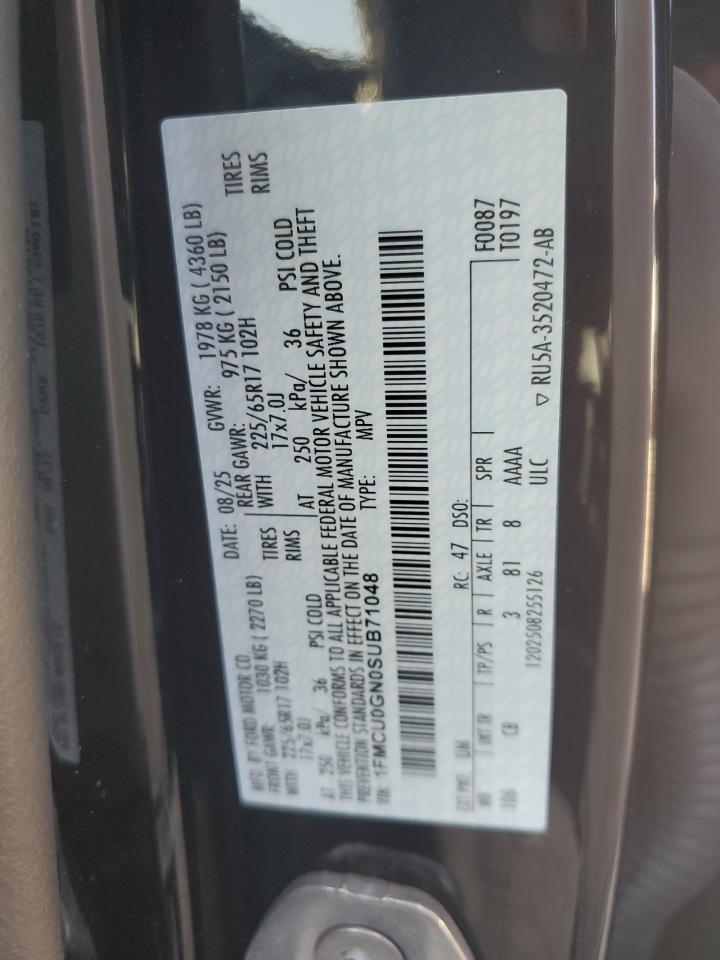 MFD BY FORD MOTOR CO. DATE: 08/25 GVWR: 1978 KG ( 4360 LB)
FRONT GAWR: 1030 KG ( 2270 LB) REAR GAWR: 975 KG ( 2150 LB)
WITH 225/65R17 102H TIRES WITH 225/65R17 102H TIRES
17x7.0J RIMS 17x7.0J RIMS
AT 250 kPa/ 36 PSI COLD AT 250 kPa/ 36 PSI COLD
THIS VEHICLE CONFORMS TO ALL APPLICABLE FEDERAL MOTOR VEHICLE SAFETY AND THEFT
PREVENTION STANDARDS IN EFFECT ON THE DATE OF MANUFACTURE SHOWN ABOVE.
VIN: 1FMCU0GN0SUB71048 TYPE: MPV
EXT PNT: UM RC: 47 DSO: F0087
WB INT TR TP/PS R AXLE TR SPR T0197
106 CB 3 81 8 AAAA
1202508255126 ULC ▽ RU5A-3520472-AB